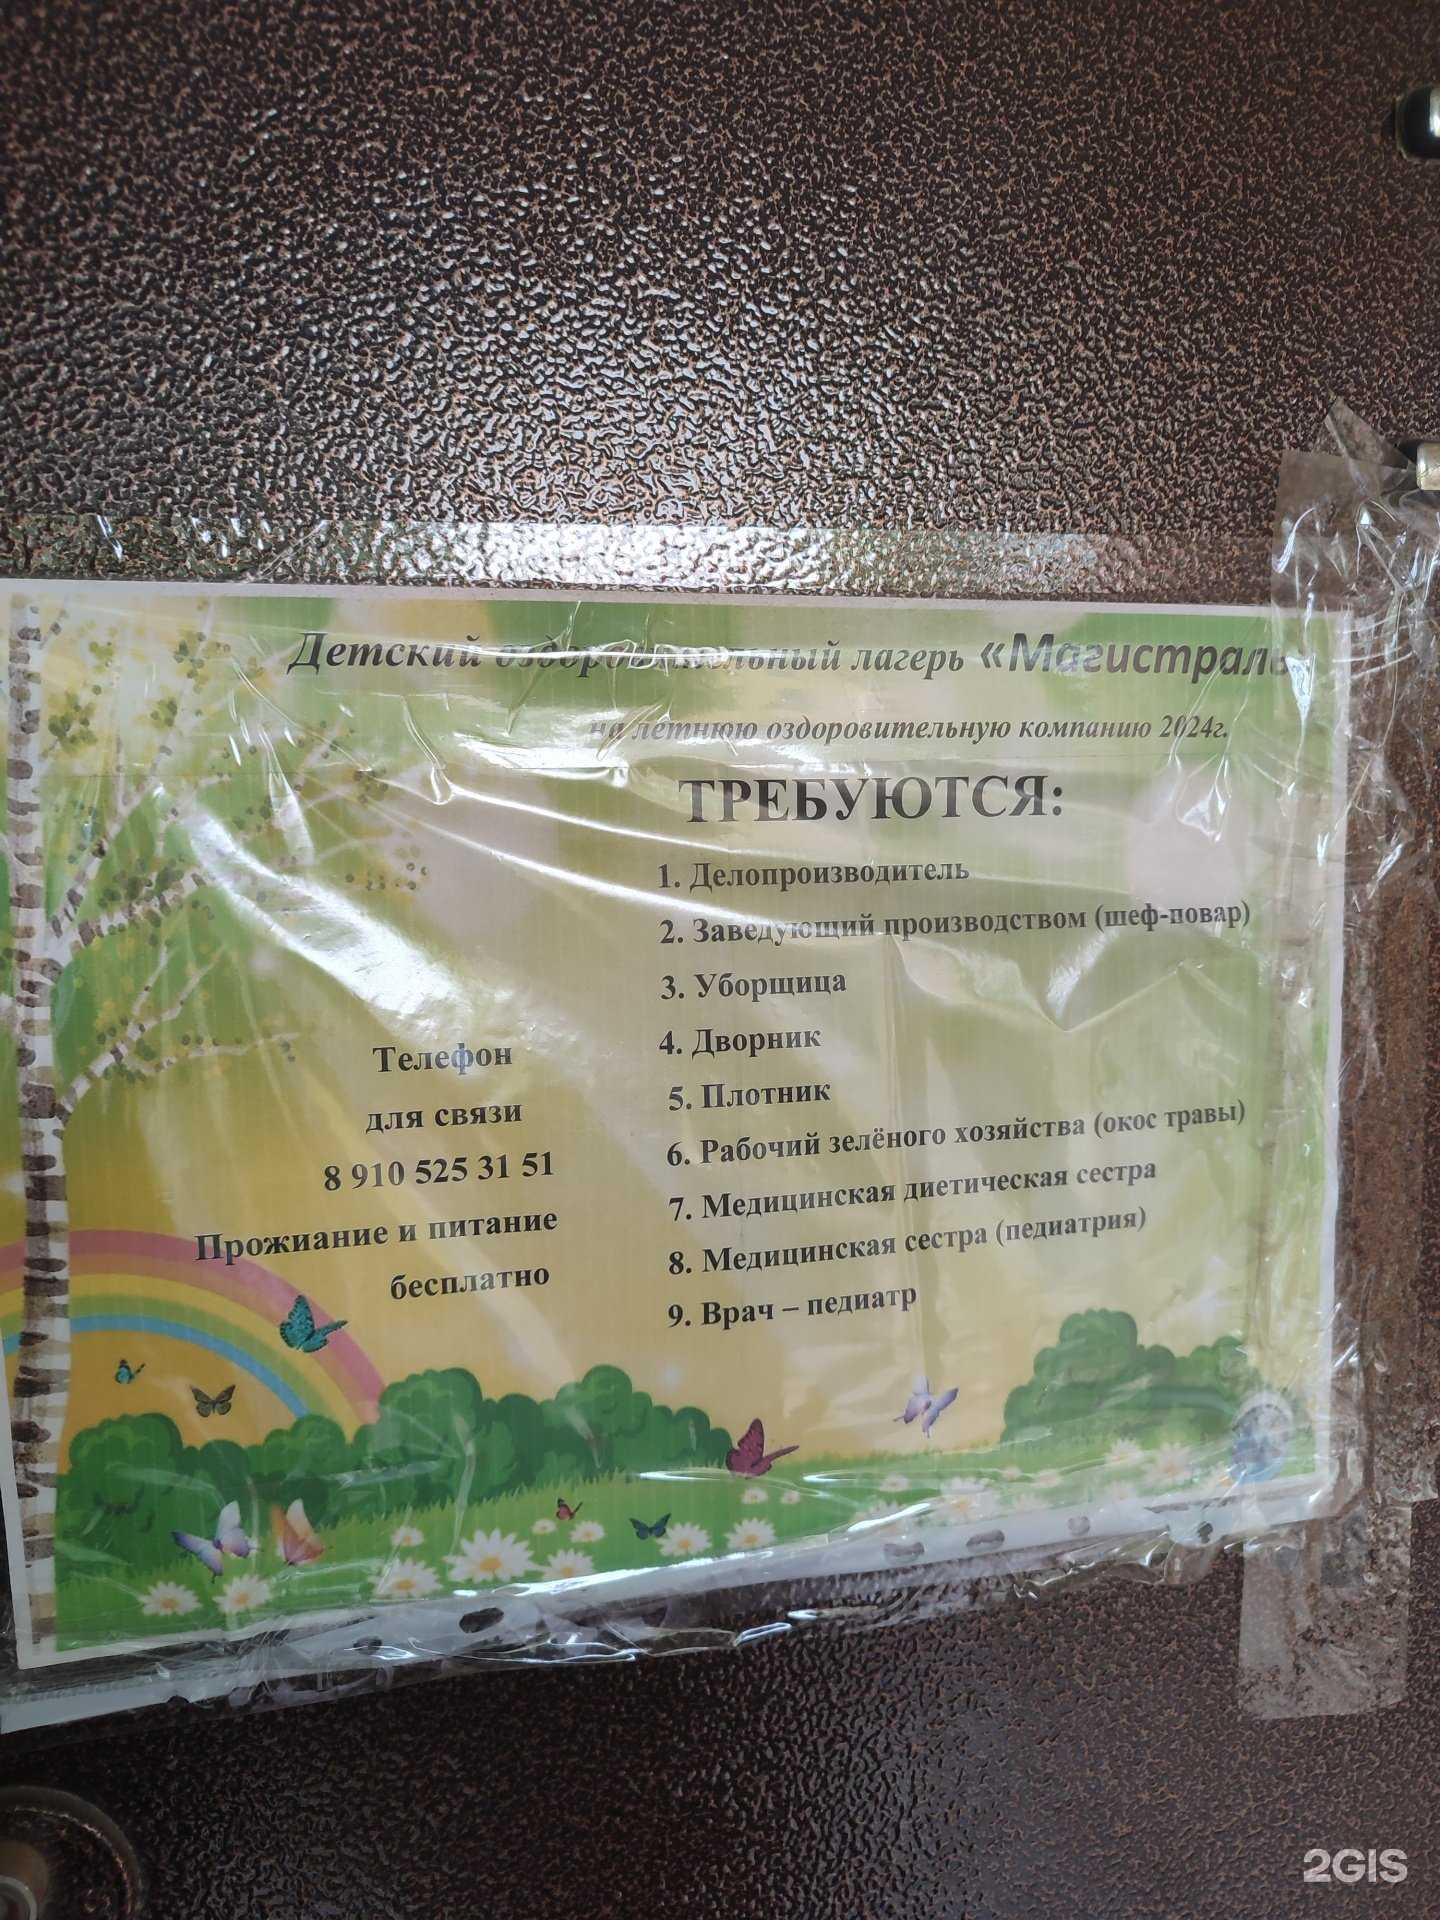 Детский оздоровительный лагерь «Магистраль»
на летнюю оздоровительную компанию 2024г.
ТРЕБУЮТСЯ:
1. Делопроизводитель
2. Заведующий производством (шеф-повар)
3. Уборщица
4. Дворник
5. Плотник
6. Рабочий зелёного хозяйства (окос травы)
7. Медицинская диетическая сестра
8. Медицинская сестра (педиатрия)
9. Врач – педиатр
Телефон
для связи
8 910 525 31 51
Прожиание и питание
бесплатно
2GIS